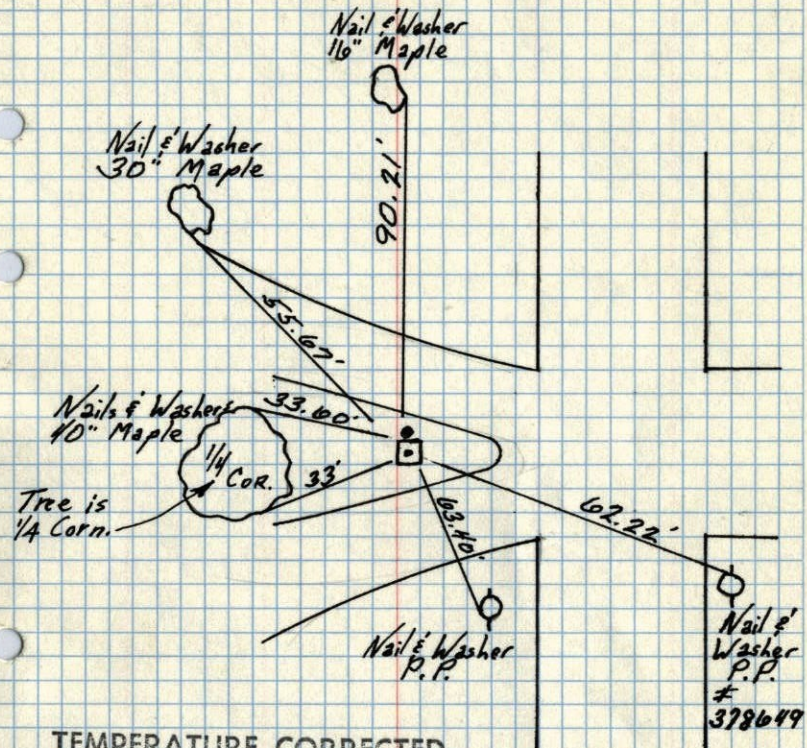 Nail & Washer
16" Maple
Nail & Washer
30" Maple
90.21'
55.67'
Nails & Washers
40" Maple
33.60'
1/4 COR.
33'
Tree is
1/4 Corn.
63.40'
62.22'
Nail & Washer
P.P.
Nail &
Washer
P.P.
#
378649
TEMPERATURE CORRECTED